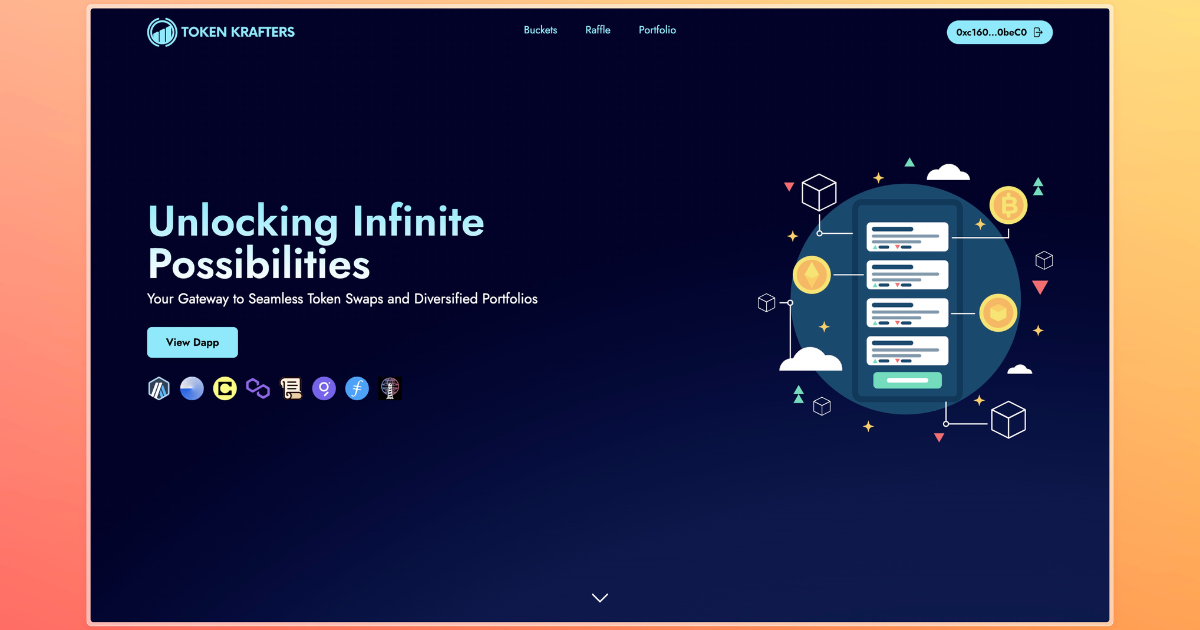 TOKEN KRAFTERS
Buckets
Raffle
Portfolio
0xc160...0beC0
Unlocking Infinite
Possibilities
Your Gateway to Seamless Token Swaps and Diversified Portfolios
View Dapp